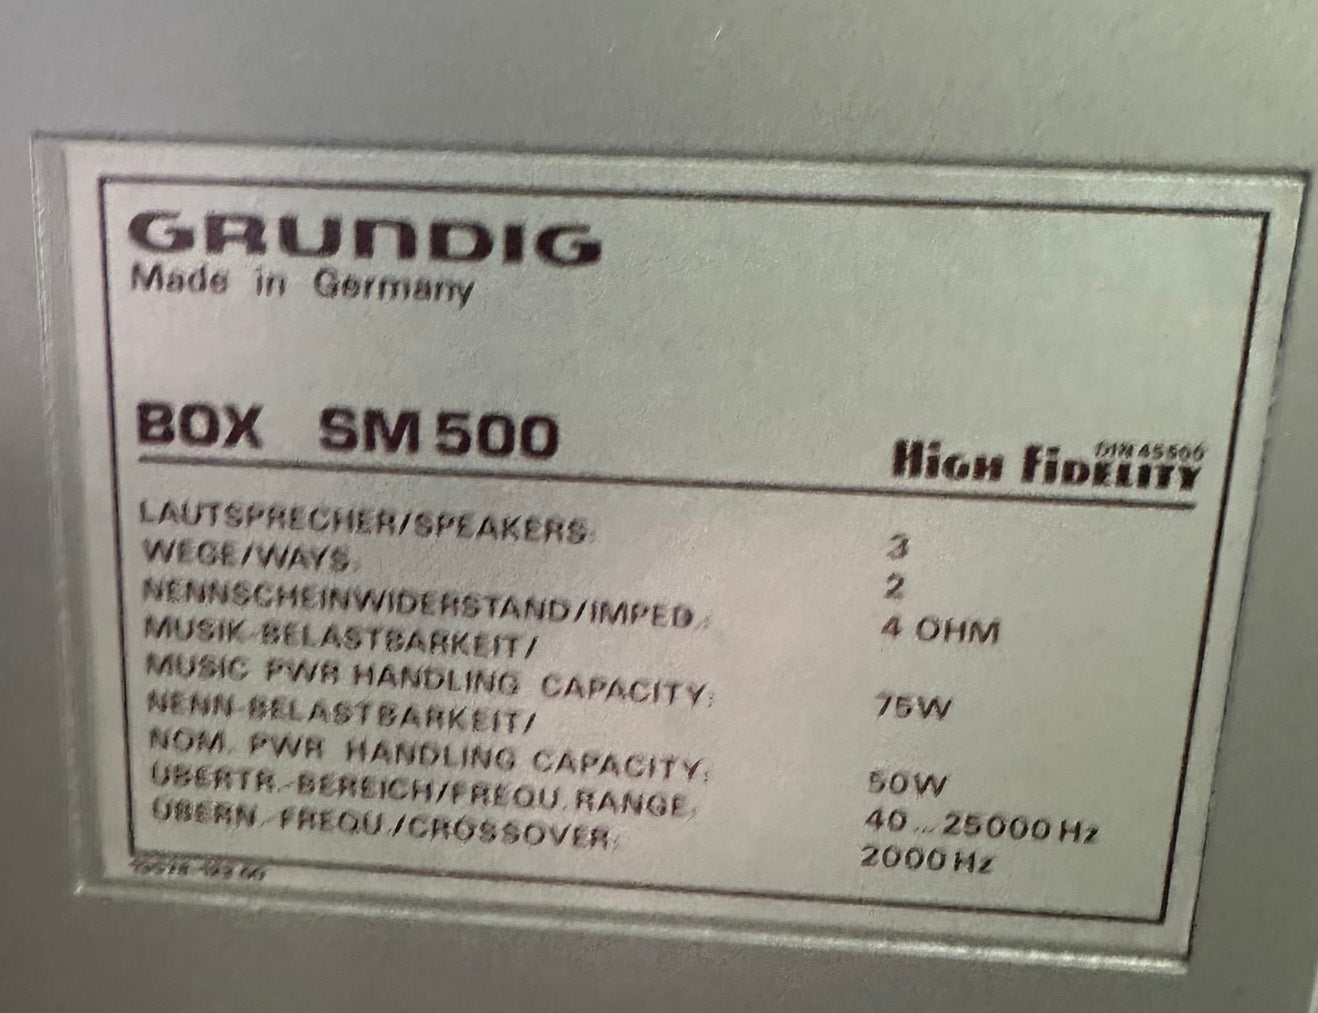 GRUNDIG
Made in Germany
BOX SM 500
HIGH FIDELITY DIN 45500
LAUTSPRECHER/SPEAKERS: 3
WEGE/WAYS: 2
NENNSCHEINWIDERSTAND/IMPED.: 4 OHM
MUSIK-BELASTBARKEIT/
MUSIC PWR HANDLING CAPACITY: 75W
NENN-BELASTBARKEIT/
NOM. PWR HANDLING CAPACITY: 50W
ÜBERTR.-BEREICH/FREQU. RANGE: 40...25000 Hz
ÜBERN.-FREQU./CROSSOVER: 2000 Hz